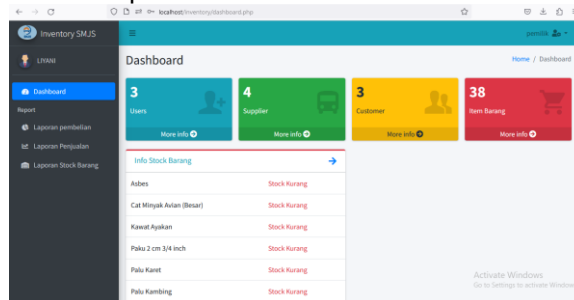 localhost/inventory/dashboard.php
Inventory SMJS
pemilik
LIYANI
Dashboard
Home / Dashboard
Dashboard
Report
Laporan pembelian
Laporan Penjualan
Laporan Stock Barang
3
Users
More info
4
Supplier
More info
3
Customer
More info
38
Item Barang
More info
Info Stock Barang
Asbes Stock Kurang
Cat Minyak Avian (Besar) Stock Kurang
Kawat Ayakan Stock Kurang
Paku 2 cm 3/4 inch Stock Kurang
Palu Karet Stock Kurang
Palu Kambing Stock Kurang
Activate Windows
Go to Settings to activate Window